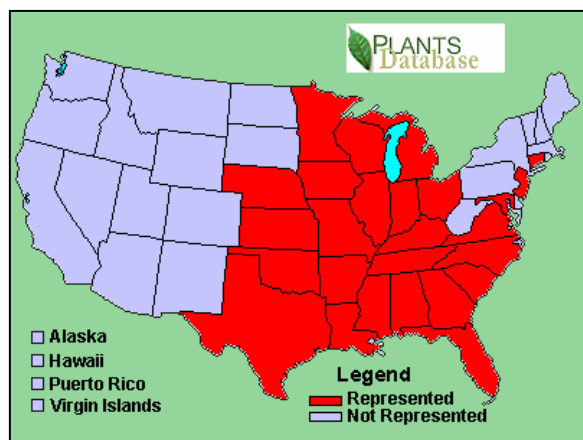 PLANTS
Database
Alaska
Hawaii
Puerto Rico
Virgin Islands
Legend
Represented
Not Represented